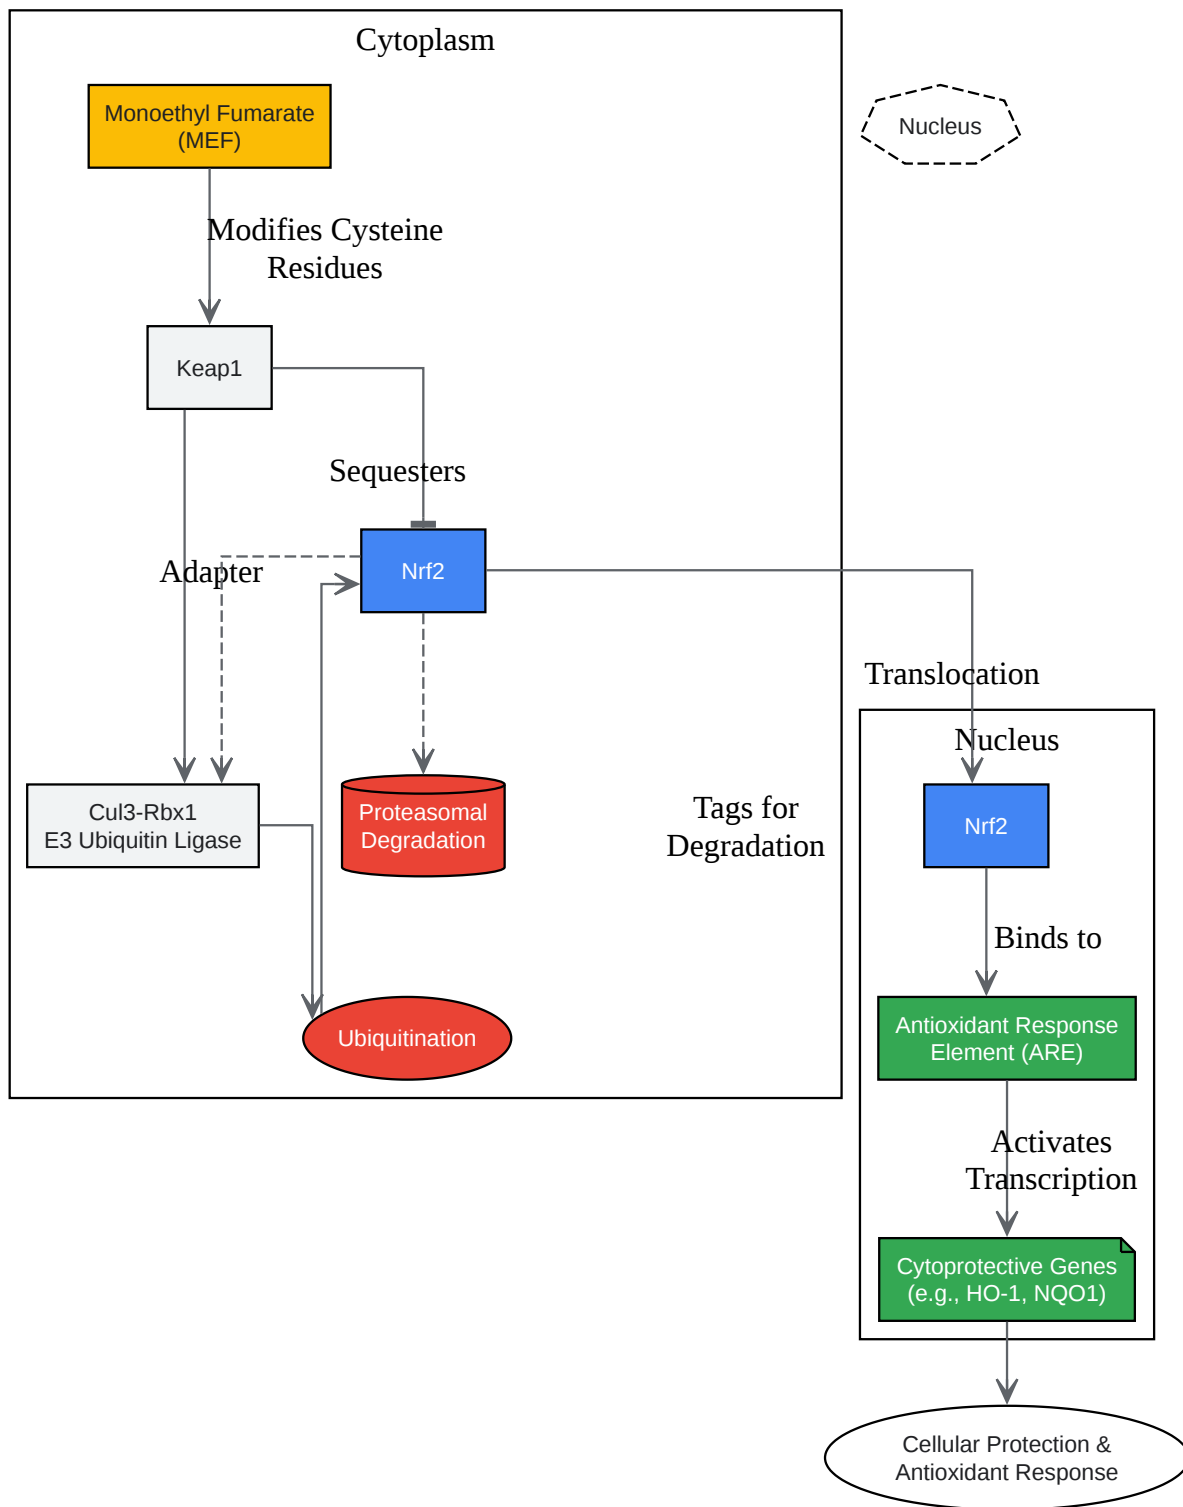 Cytoplasm
Monoethyl Fumarate
(MEF)
Nucleus
Modifies Cysteine
Residues
Keap1
Sequesters
Adapter
Nrf2
Translocation
Nucleus
Cul3-Rbx1
E3 Ubiquitin Ligase
Proteasomal
Degradation
Tags for
Degradation
Nrf2
Binds to
Ubiquitination
Antioxidant Response
Element (ARE)
Activates
Transcription
Cytoprotective Genes
(e.g., HO-1, NQO1)
Cellular Protection &
Antioxidant Response